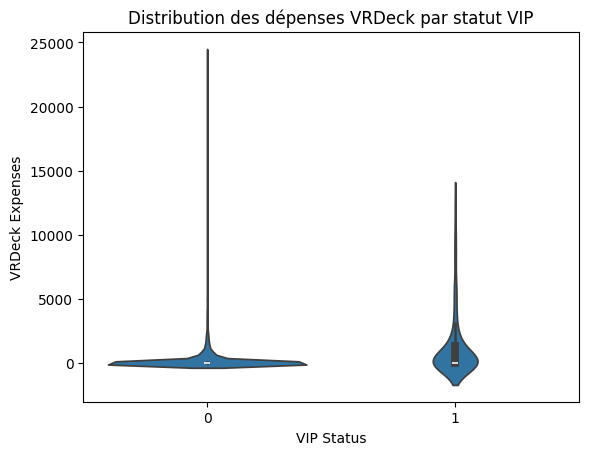 Distribution des dépenses VRDeck par statut VIP
25000
20000
15000
10000
5000
0
VRDeck Expenses
0
1
VIP Status